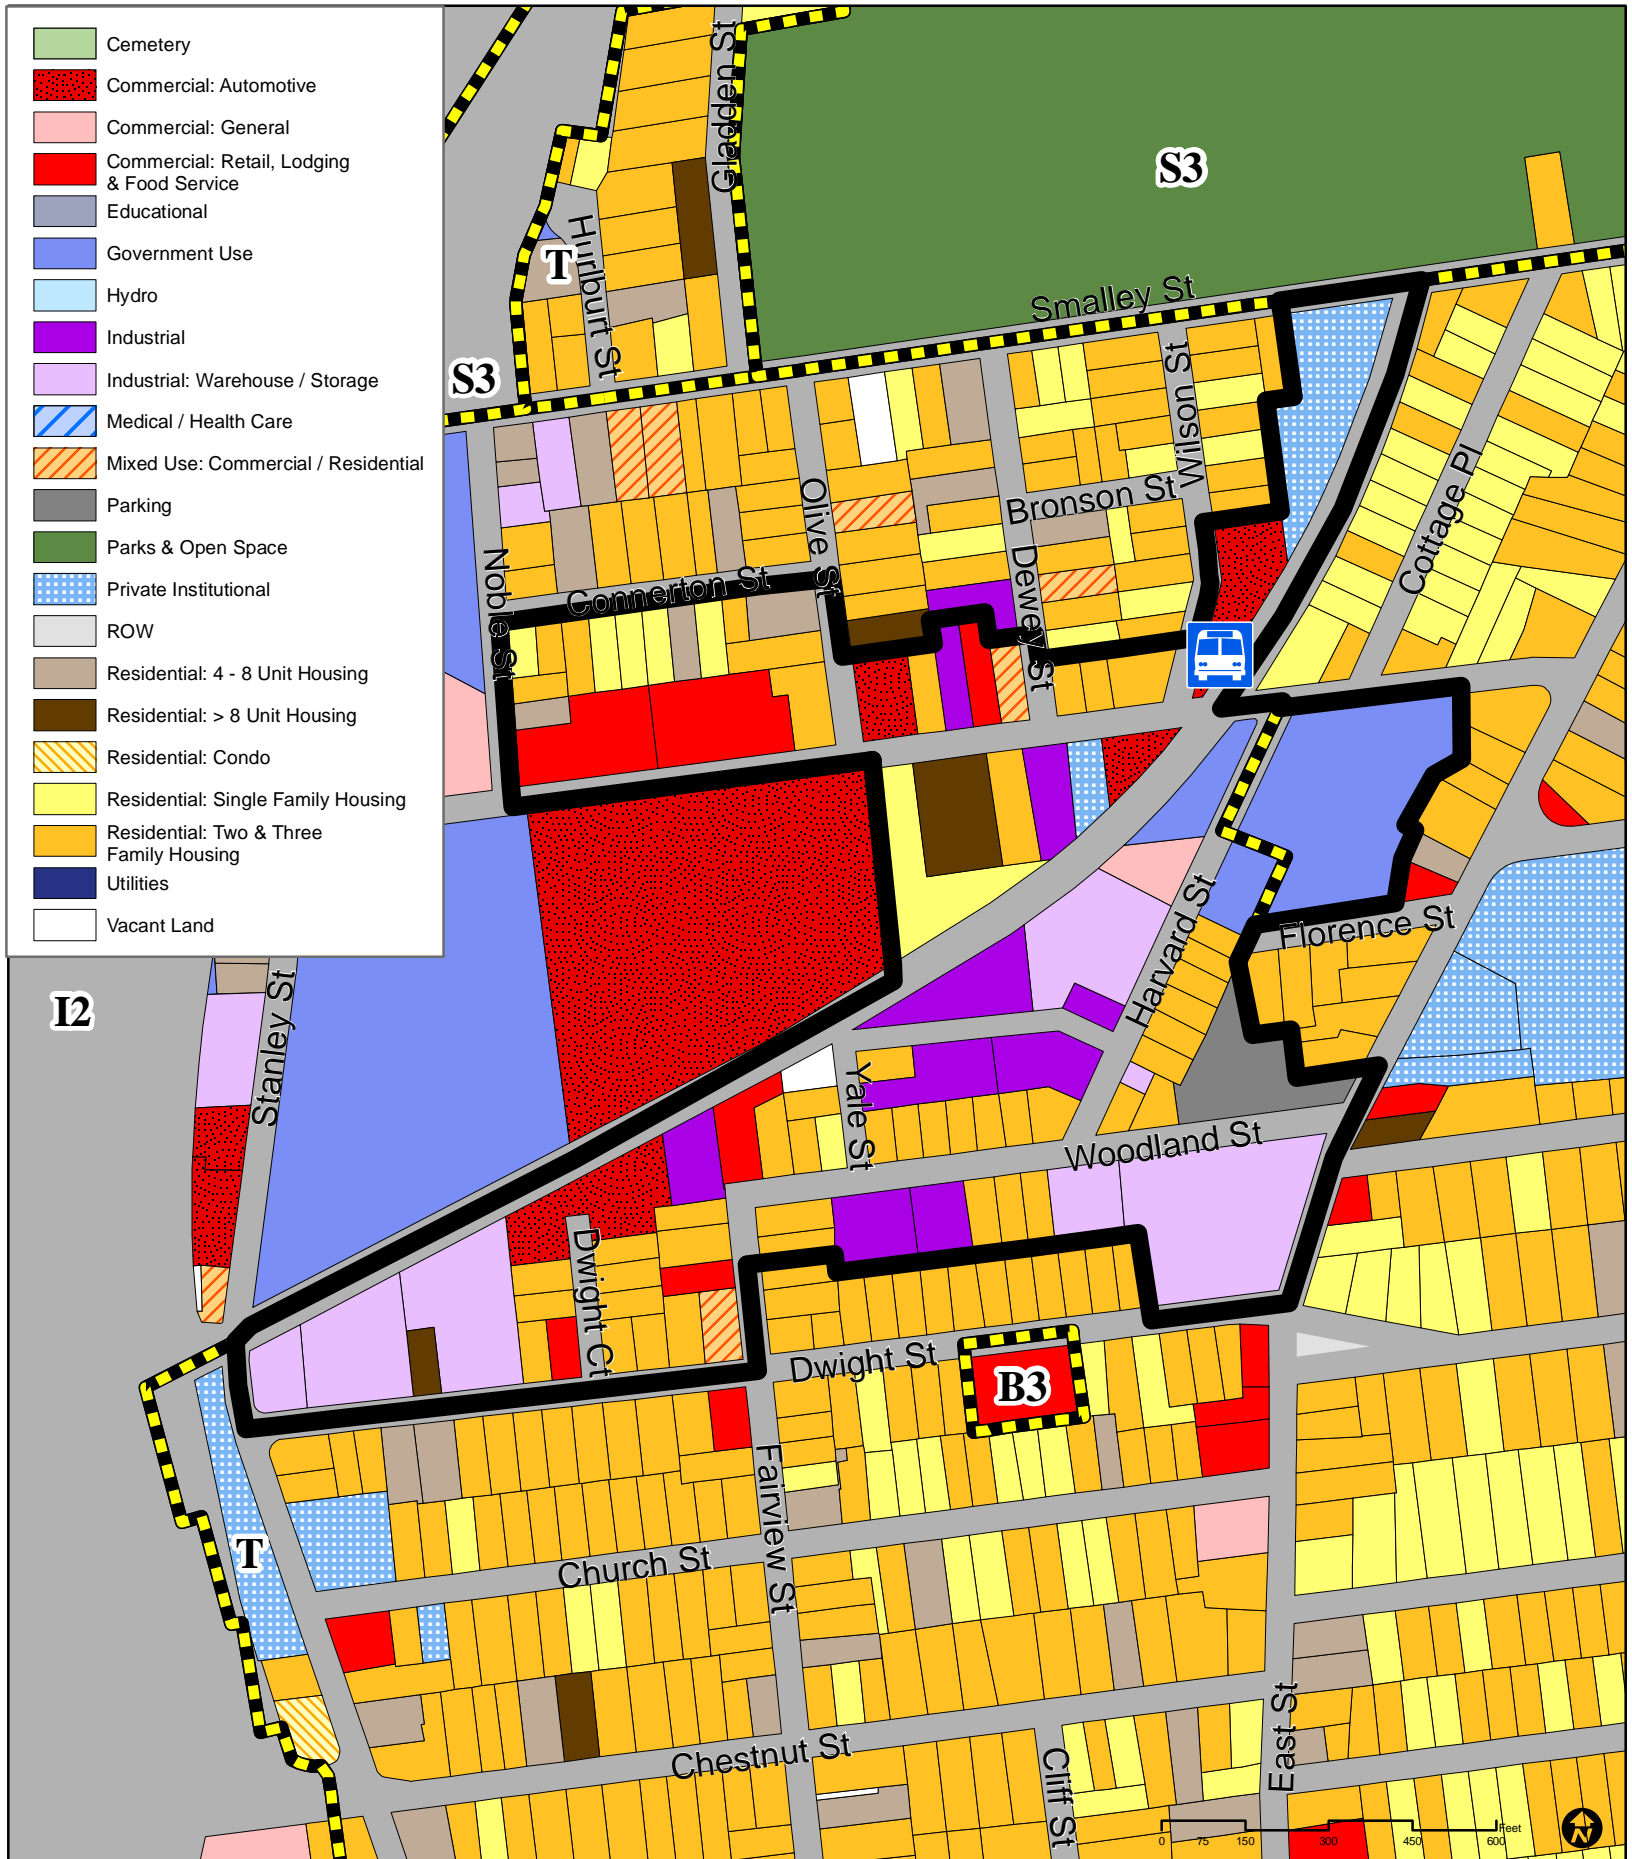 Cemetery
Commercial: Automotive
Commercial: General
Commercial: Retail, Lodging
& Food Service
Educational
Government Use
Hydro
Industrial
Industrial: Warehouse / Storage
Medical / Health Care
Mixed Use: Commercial / Residential
Parking
Parks & Open Space
Private Institutional
ROW
Residential: 4 - 8 Unit Housing
Residential: > 8 Unit Housing
Residential: Condo
Residential: Single Family Housing
Residential: Two & Three
Family Housing
Utilities
Vacant Land
Gladden St
S3
T
Hurlburt St
Smalley St
S3
Wilson St
Olive St
Bronson St
Cottage Pl
Noble St
Connerton St
Dewey St
Harvard St
Florence St
I2
Stanley St
Yale St
Woodland St
Dwight Ct
Dwight St
B3
Fairview St
T
Church St
Chestnut St
Cliff St
East St
Feet
0 75 150 300 450 600
N